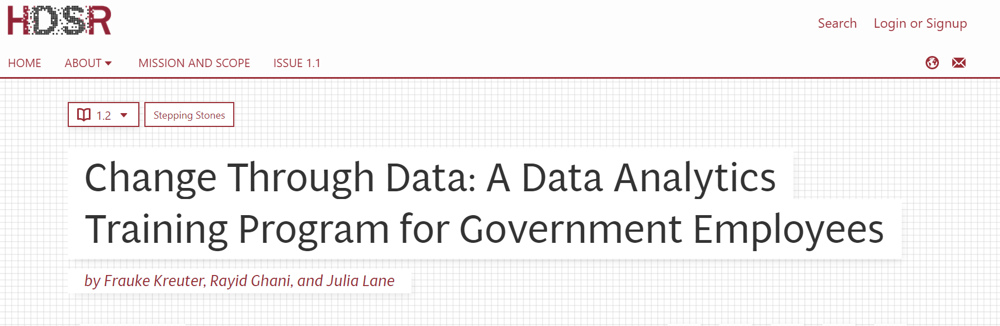 HDSR
Search Login or Signup
HOME ABOUT MISSION AND SCOPE ISSUE 1.1
1.2 Stepping Stones
Change Through Data: A Data Analytics
Training Program for Government Employees
by Frauke Kreuter, Rayid Ghani, and Julia Lane